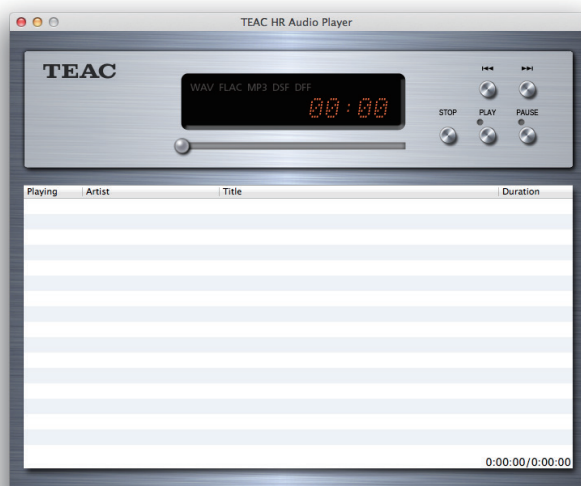 TEAC HR Audio Player
TEAC
WAV FLAC MP3 DSF DFF
00:00
STOP PLAY PAUSE
Playing Artist Title Duration
0:00:00/0:00:00